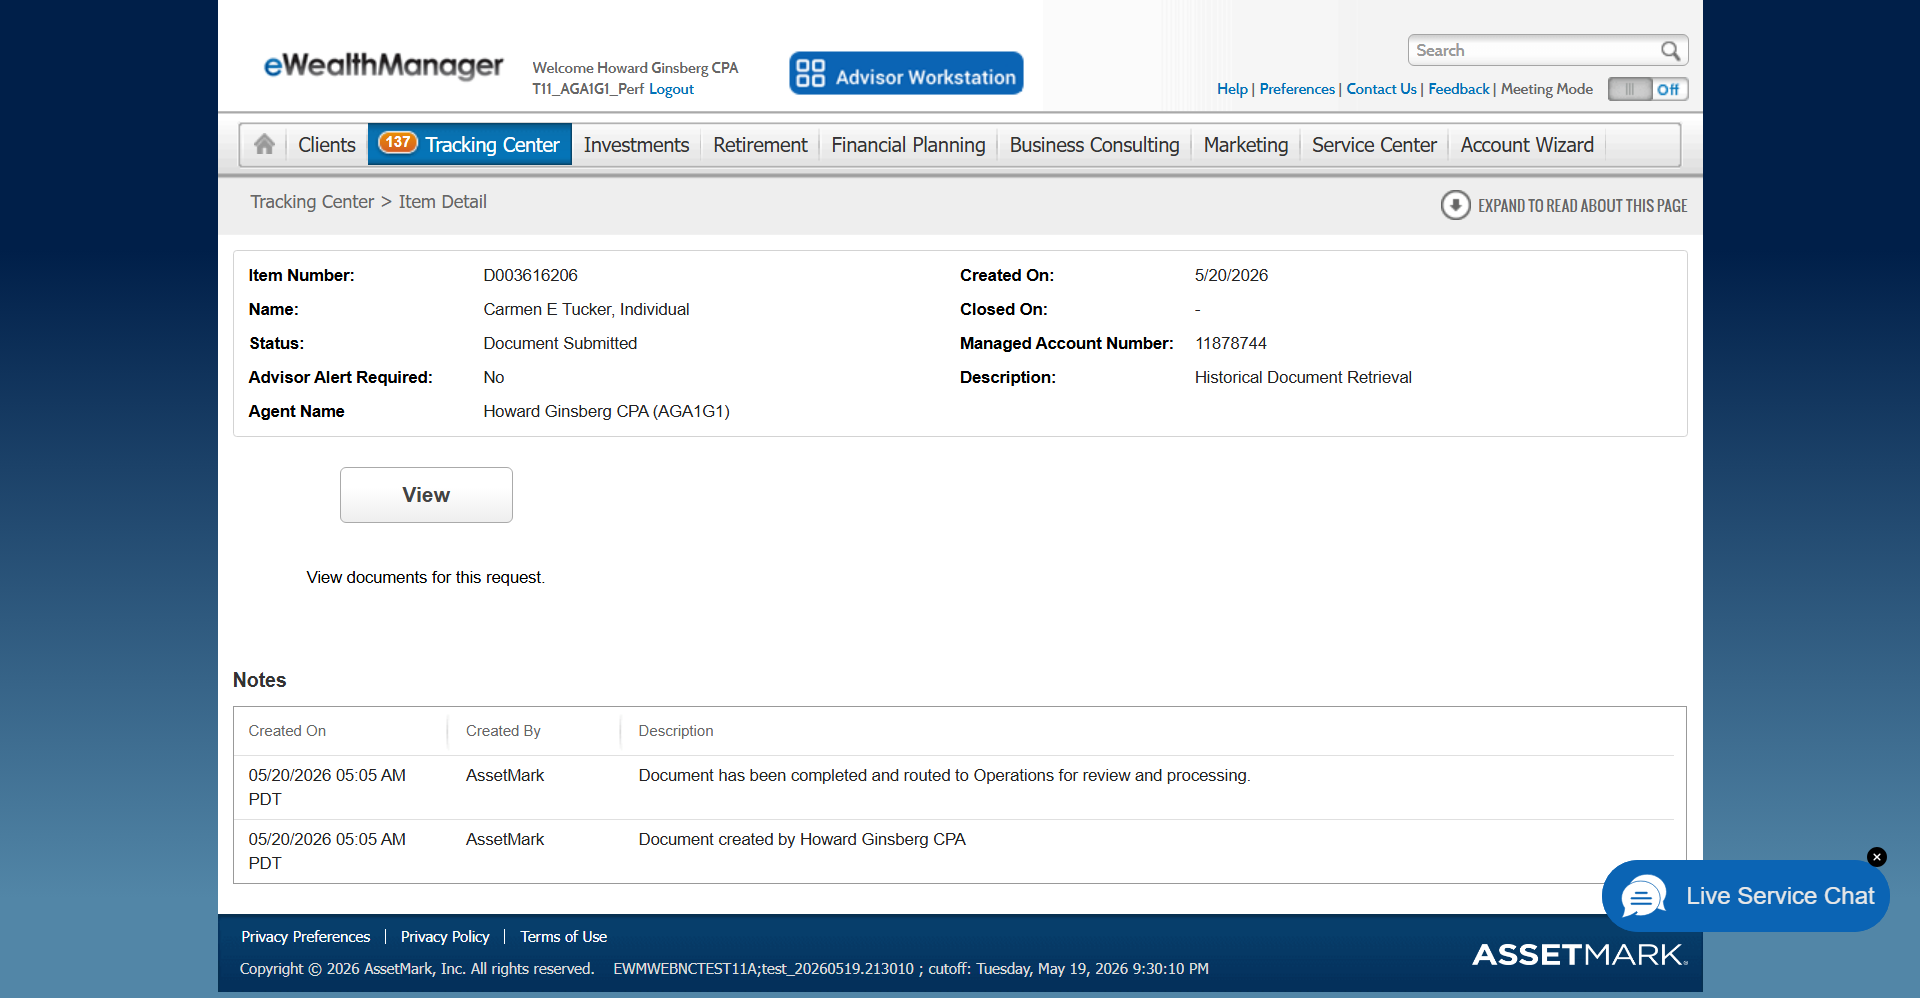 eWealthManager
Welcome Howard Ginsberg CPA
T11_AGA1G1_Perf Logout
Advisor Workstation
Search
Help | Preferences | Contact Us | Feedback | Meeting Mode Off
Clients 137 Tracking Center Investments Retirement Financial Planning Business Consulting Marketing Service Center Account Wizard
Tracking Center > Item Detail
EXPAND TO READ ABOUT THIS PAGE
Item Number: D003616206 Created On: 5/20/2026
Name: Carmen E Tucker, Individual Closed On: -
Status: Document Submitted Managed Account Number: 11878744
Advisor Alert Required: No Description: Historical Document Retrieval
Agent Name Howard Ginsberg CPA (AGA1G1)
View
View documents for this request.
Notes
Created On Created By Description
05/20/2026 05:05 AM PDT AssetMark Document has been completed and routed to Operations for review and processing.
05/20/2026 05:05 AM PDT AssetMark Document created by Howard Ginsberg CPA
Live Service Chat
Privacy Preferences | Privacy Policy | Terms of Use
Copyright © 2026 AssetMark, Inc. All rights reserved. EWMWEBNCTEST11A;test_20260519.213010 ; cutoff: Tuesday, May 19, 2026 9:30:10 PM
ASSETMARK